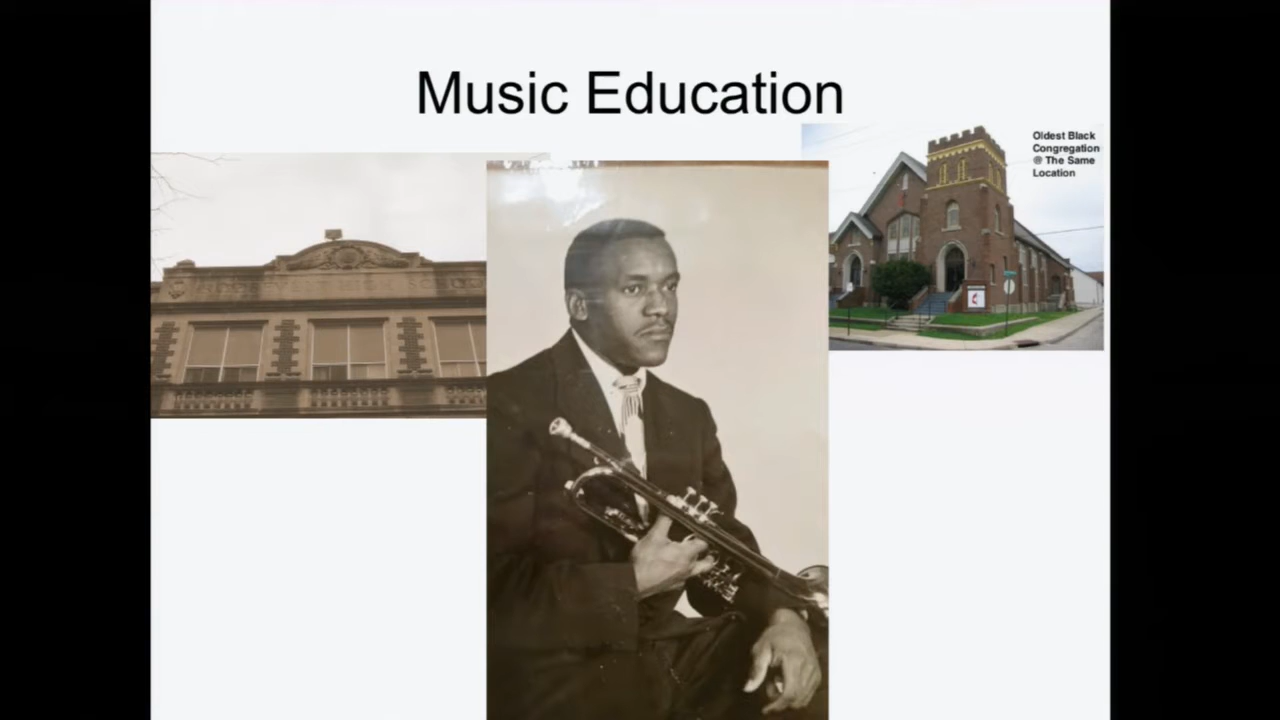 Music Education
Oldest Black
Congregation
@ The Same
Location